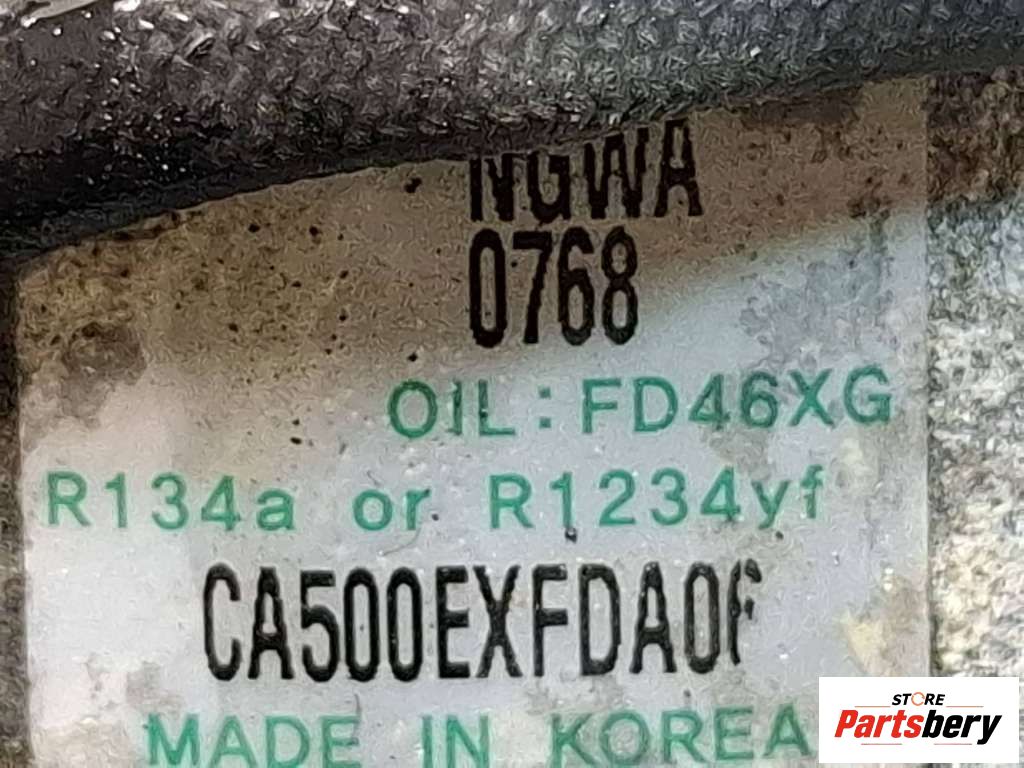 NGWA
0768
OIL: FD46XG
R134a or R1234yf
CA500EXFDA0F
MADE IN KOREA
STORE
Partsbery